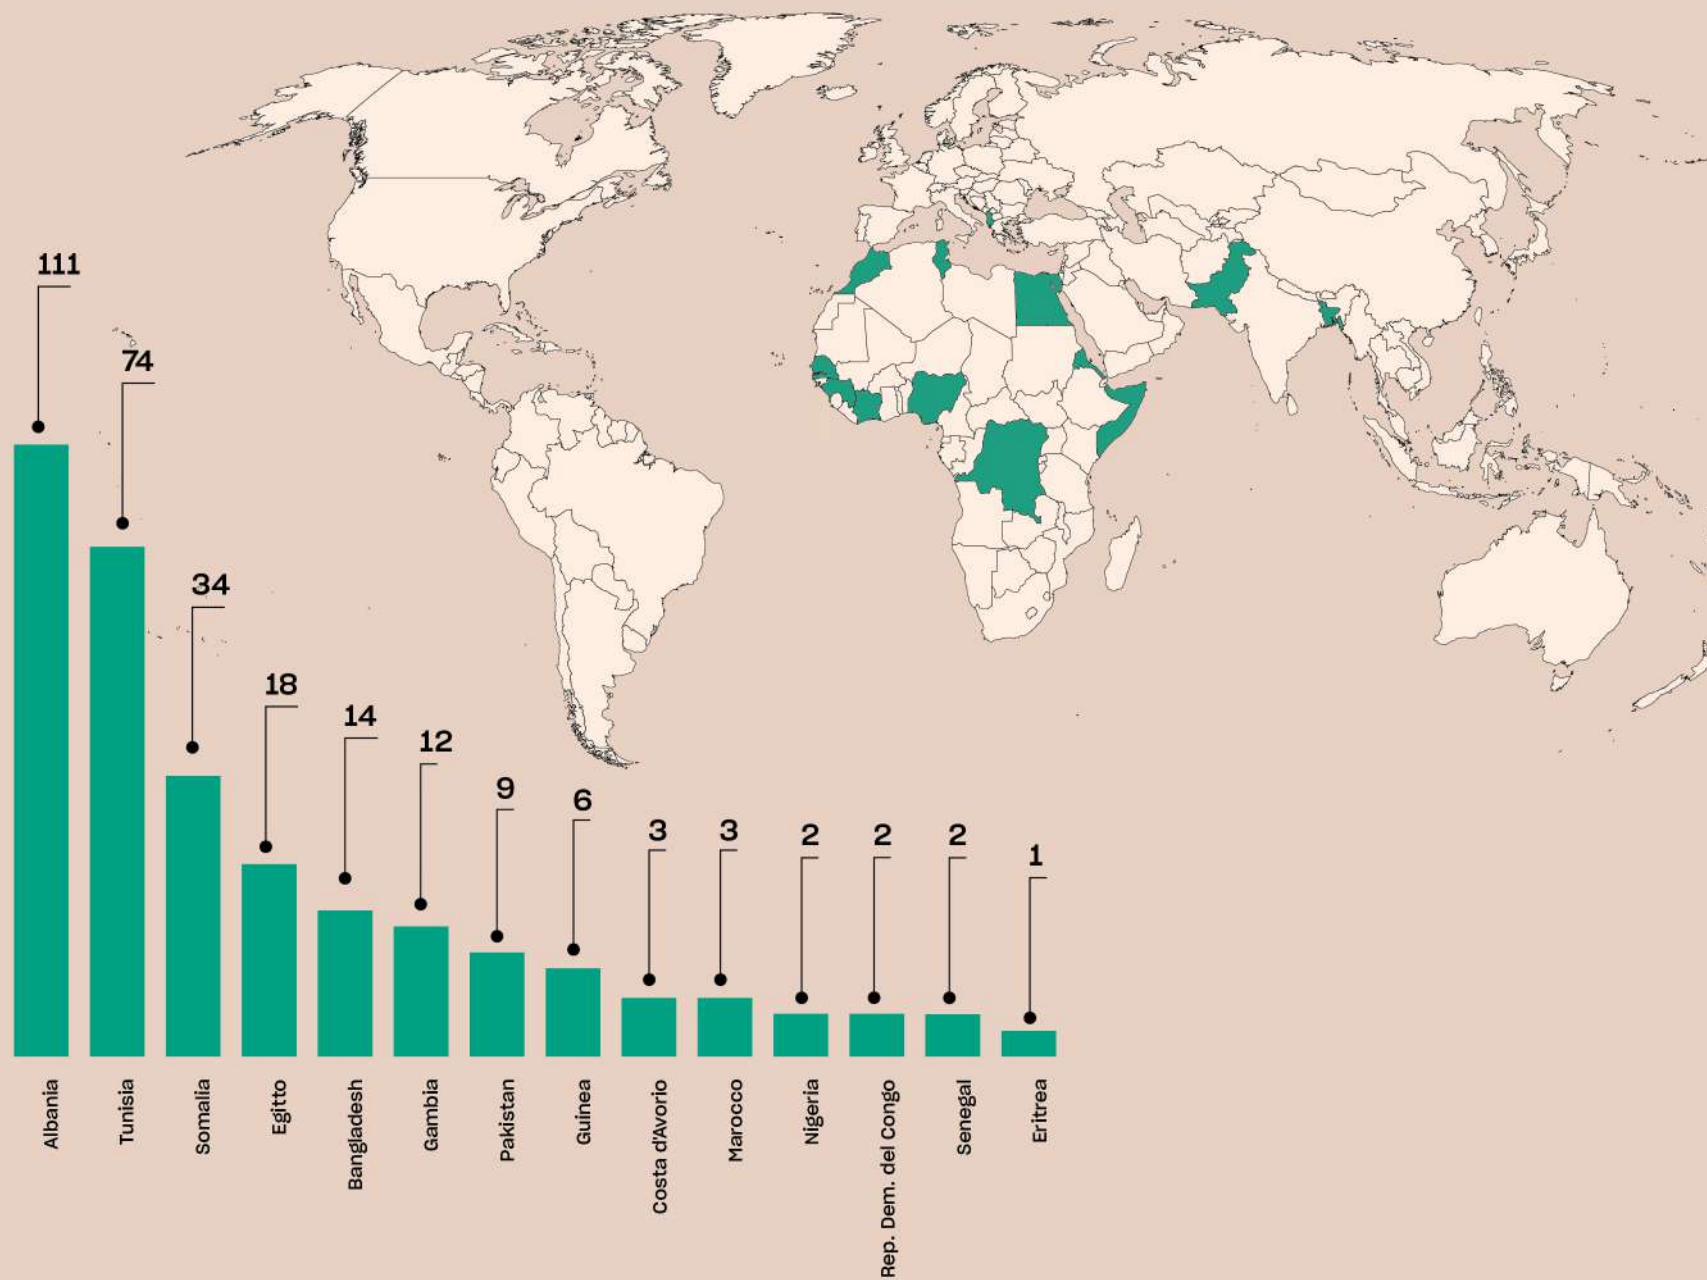 111
74
34
18
14
12
9
6
3
3
2
2
2
1
Albania
Tunisia
Somalia
Egitto
Bangladesh
Gambia
Pakistan
Guinea
Costa d'Avorio
Marocco
Nigeria
Rep. Dem. del Congo
Senegal
Eritrea